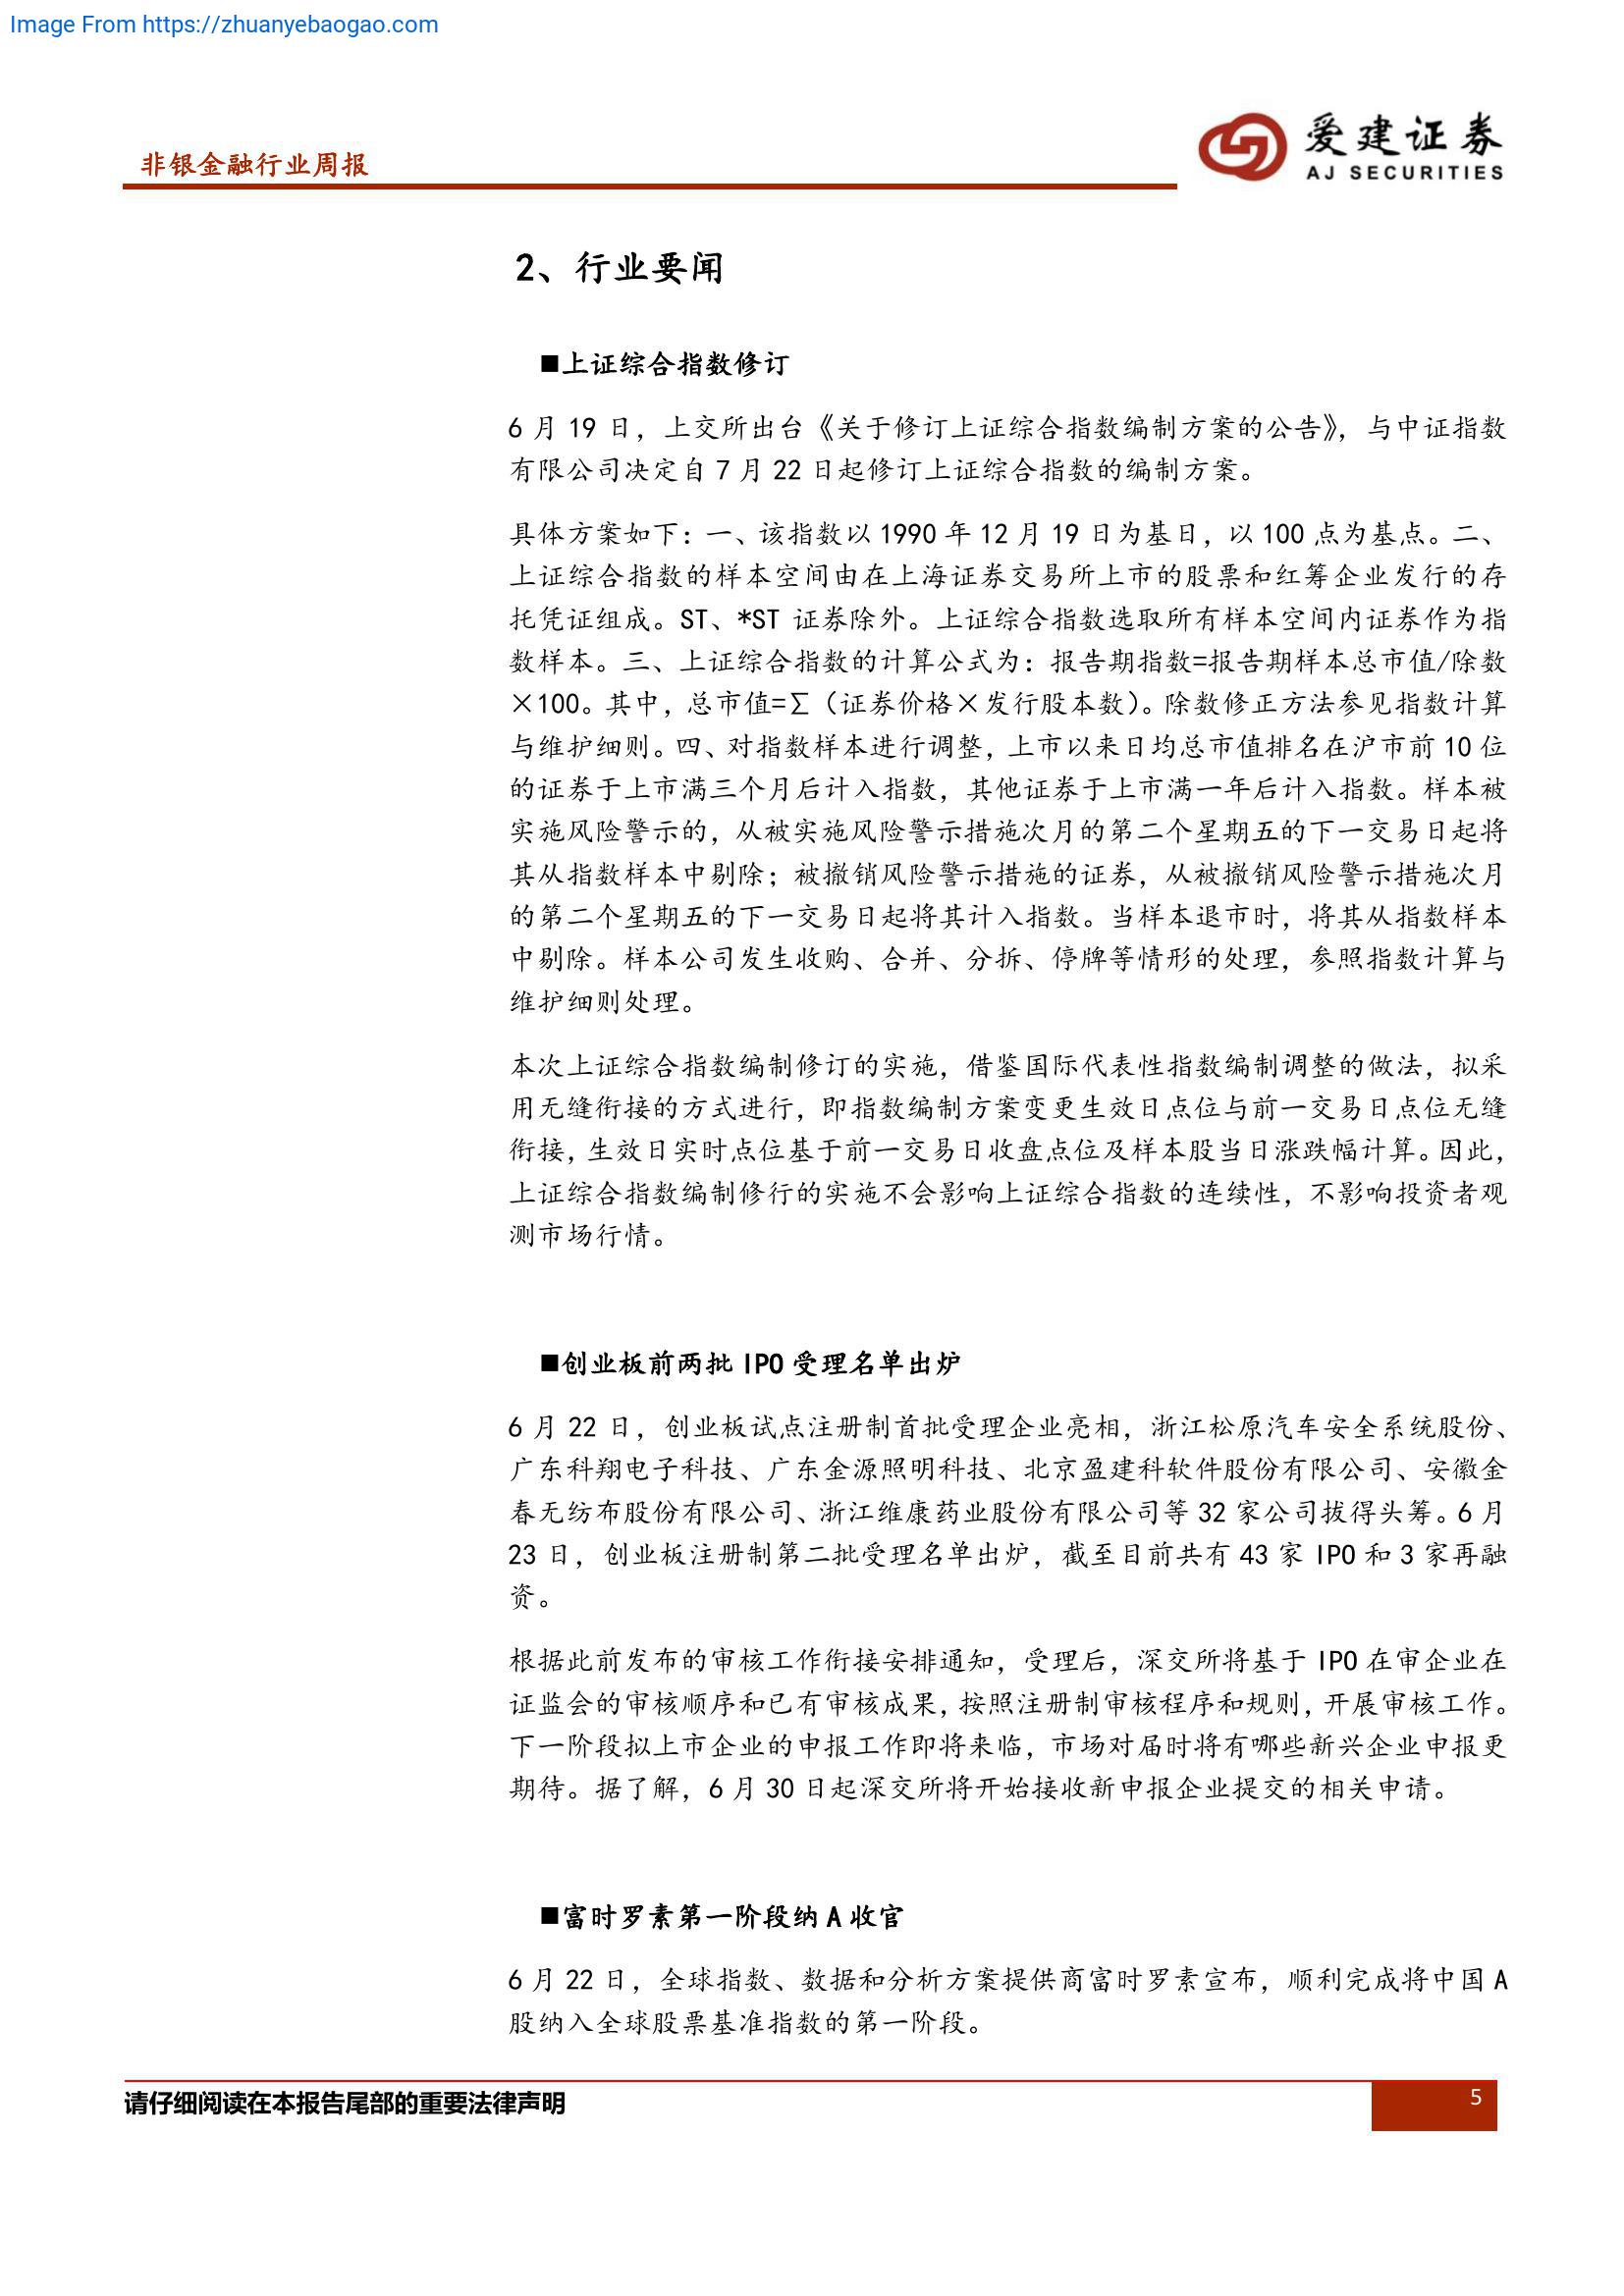 Image From https://zhuanyebaogao.com
非银金融行业周报
爱建证券
AJ SECURITIES
2、行业要闻
■上证综合指数修订
6 月 19 日，上交所出台《关于修订上证综合指数编制方案的公告》，与中证指数
有限公司决定自 7 月 22 日起修订上证综合指数的编制方案。
具体方案如下：一、该指数以 1990 年 12 月 19 日为基日，以 100 点为基点。二、
上证综合指数的样本空间由在上海证券交易所上市的股票和红筹企业发行的存
托凭证组成。ST、*ST 证券除外。上证综合指数选取所有样本空间内证券作为指
数样本。三、上证综合指数的计算公式为：报告期指数=报告期样本总市值/除数
×100。其中，总市值=∑（证券价格×发行股本数）。除数修正方法参见指数计算
与维护细则。四、对指数样本进行调整，上市以来日均总市值排名在沪市前 10 位
的证券于上市满三个月后计入指数，其他证券于上市满一年后计入指数。样本被
实施风险警示的，从被实施风险警示措施次月的第二个星期五的下一交易日起将
其从指数样本中剔除；被撤销风险警示措施的证券，从被撤销风险警示措施次月
的第二个星期五的下一交易日起将其计入指数。当样本退市时，将其从指数样本
中剔除。样本公司发生收购、合并、分拆、停牌等情形的处理，参照指数计算与
维护细则处理。
本次上证综合指数编制修订的实施，借鉴国际代表性指数编制调整的做法，拟采
用无缝衔接的方式进行，即指数编制方案变更生效日点位与前一交易日点位无缝
衔接，生效日实时点位基于前一交易日收盘点位及样本股当日涨跌幅计算。因此，
上证综合指数编制修行的实施不会影响上证综合指数的连续性，不影响投资者观
测市场行情。
■创业板前两批 IPO 受理名单出炉
6 月 22 日，创业板试点注册制首批受理企业亮相，浙江松原汽车安全系统股份、
广东科翔电子科技、广东金源照明科技、北京盈建科软件股份有限公司、安徽金
春无纺布股份有限公司、浙江维康药业股份有限公司等 32 家公司拔得头筹。6 月
23 日，创业板注册制第二批受理名单出炉，截至目前共有 43 家 IPO 和 3 家再融
资。
根据此前发布的审核工作衔接安排通知，受理后，深交所将基于 IPO 在审企业在
证监会的审核顺序和已有审核成果，按照注册制审核程序和规则，开展审核工作。
下一阶段拟上市企业的申报工作即将来临，市场对届时将有哪些新兴企业申报更
期待。据了解，6 月 30 日起深交所将开始接收新申报企业提交的相关申请。
■富时罗素第一阶段纳 A 收官
6 月 22 日，全球指数、数据和分析方案提供商富时罗素宣布，顺利完成将中国 A
股纳入全球股票基准指数的第一阶段。
请仔细阅读在本报告尾部的重要法律声明
5